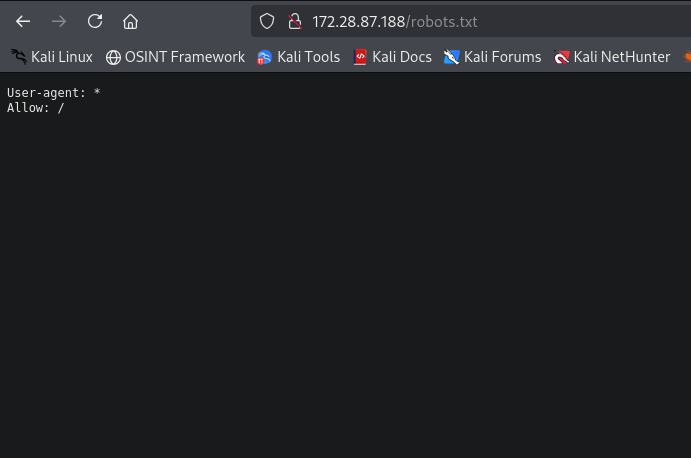 172.28.87.188/robots.txt
Kali Linux OSINT Framework Kali Tools Kali Docs Kali Forums Kali NetHunter
User-agent: *
Allow: /